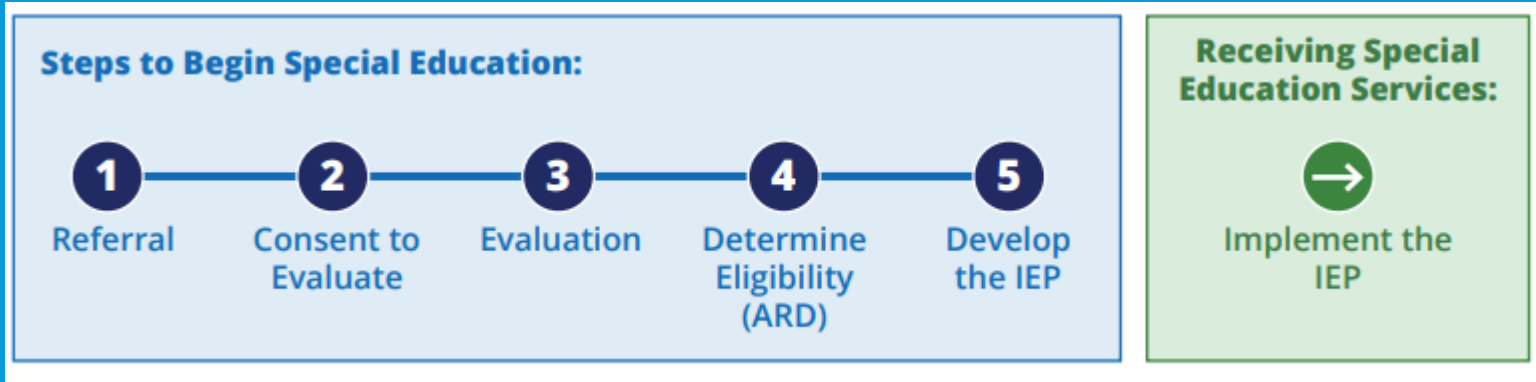 Steps to Begin Special Education:
1
Referral
2
Consent to
Evaluate
3
Evaluation
4
Determine
Eligibility
(ARD)
5
Develop
the IEP
Receiving Special
Education Services:
→
Implement the
IEP